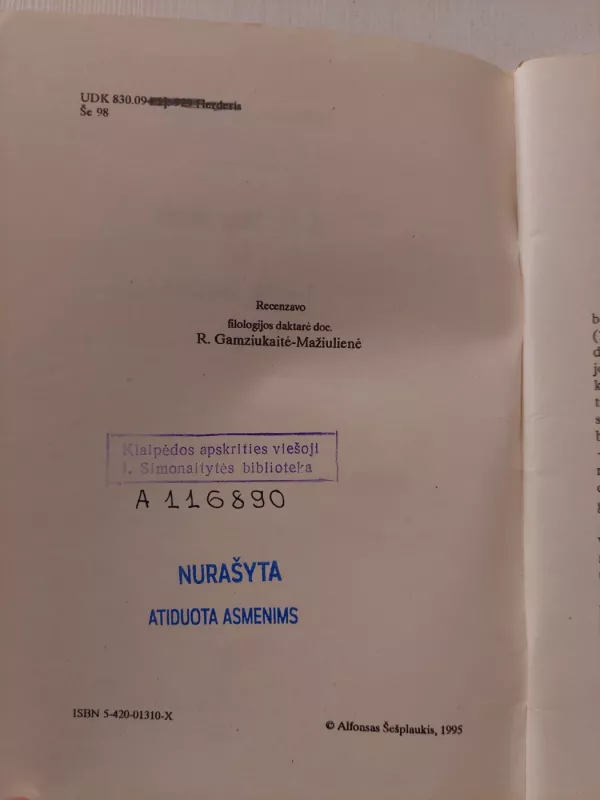 UDK 830.09
Še 98
Recenzavo
filologijos daktarė doc.
R. Gamziukaitė-Mažiulienė
Klaipėdos apskrities viešoji
I. Simonaitytės biblioteka
A 116890
NURAŠYTA
ATIDUOTA ASMENIMS
ISBN 5-420-01310-X
© Alfonsas Šešplaukis, 1995